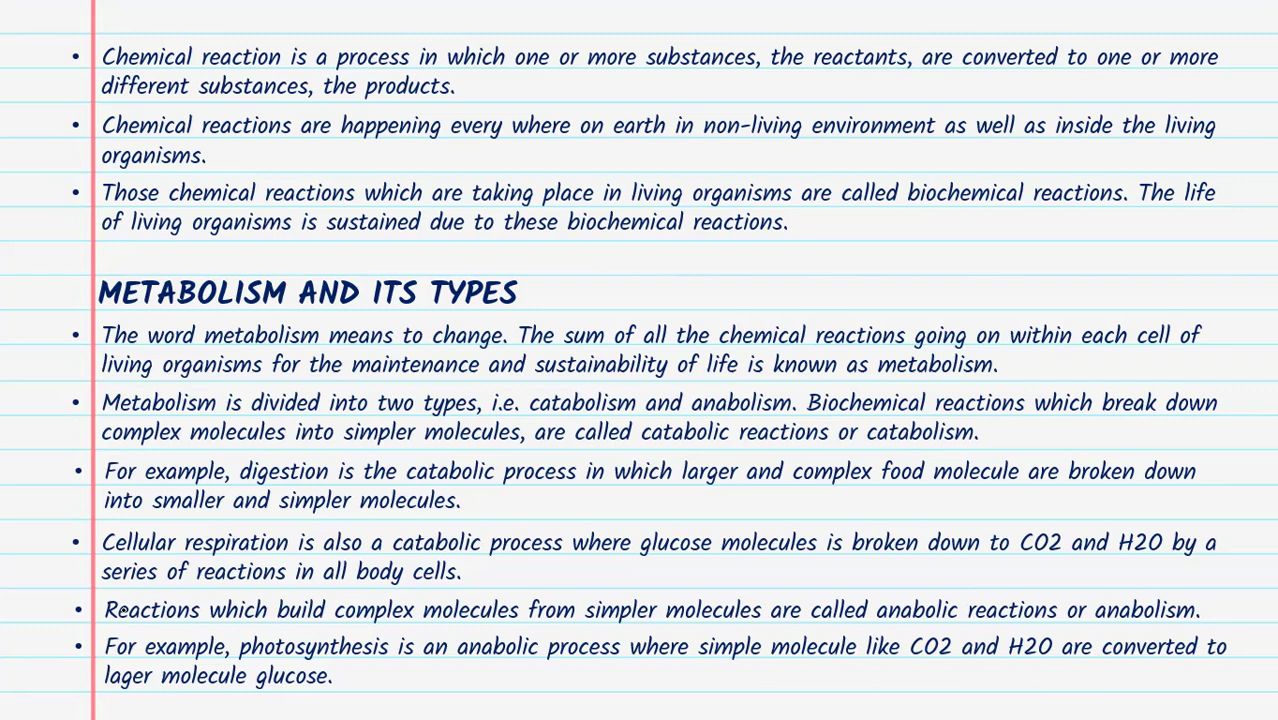 • Chemical reaction is a process in which one or more substances, the reactants, are converted to one or more
different substances, the products.
• Chemical reactions are happening every where on earth in non-living environment as well as inside the living
organisms.
• Those chemical reactions which are taking place in living organisms are called biochemical reactions. The life
of living organisms is sustained due to these biochemical reactions.
METABOLISM AND ITS TYPES
• The word metabolism means to change. The sum of all the chemical reactions going on within each cell of
living organisms for the maintenance and sustainability of life is known as metabolism.
• Metabolism is divided into two types, i.e. catabolism and anabolism. Biochemical reactions which break down
complex molecules into simpler molecules, are called catabolic reactions or catabolism.
• For example, digestion is the catabolic process in which larger and complex food molecule are broken down
into smaller and simpler molecules.
• Cellular respiration is also a catabolic process where glucose molecules is broken down to CO2 and H2O by a
series of reactions in all body cells.
• Reactions which build complex molecules from simpler molecules are called anabolic reactions or anabolism.
• For example, photosynthesis is an anabolic process where simple molecule like CO2 and H2O are converted to
lager molecule glucose.